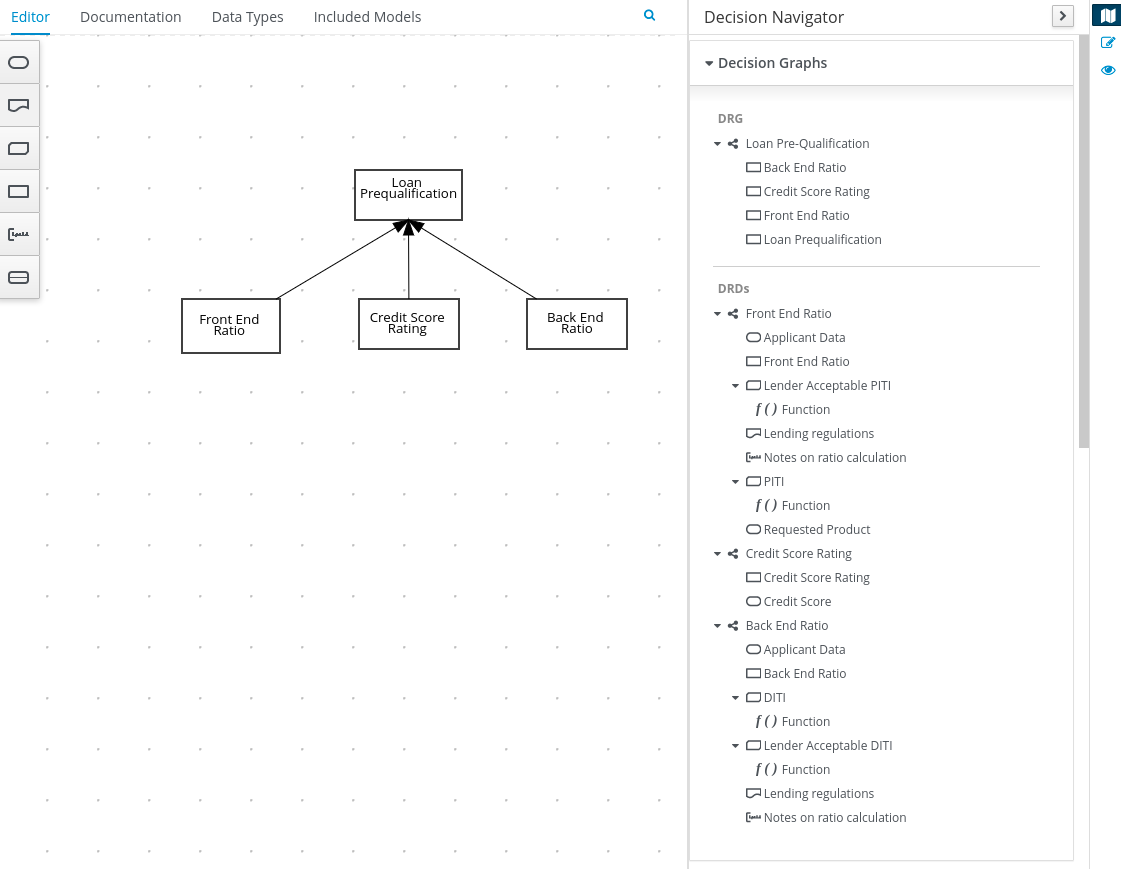 Editor
Documentation
Data Types
Included Models
Decision Navigator
Loan
Prequalification
Front End
Ratio
Credit Score
Rating
Back End
Ratio
Decision Graphs
DRG
Loan Pre-Qualification
Back End Ratio
Credit Score Rating
Front End Ratio
Loan Prequalification
DRDs
Front End Ratio
Applicant Data
Front End Ratio
Lender Acceptable PITI
f ( ) Function
Lending regulations
Notes on ratio calculation
PITI
f ( ) Function
Requested Product
Credit Score Rating
Credit Score Rating
Credit Score
Back End Ratio
Applicant Data
Back End Ratio
DITI
f ( ) Function
Lender Acceptable DITI
f ( ) Function
Lending regulations
Notes on ratio calculation